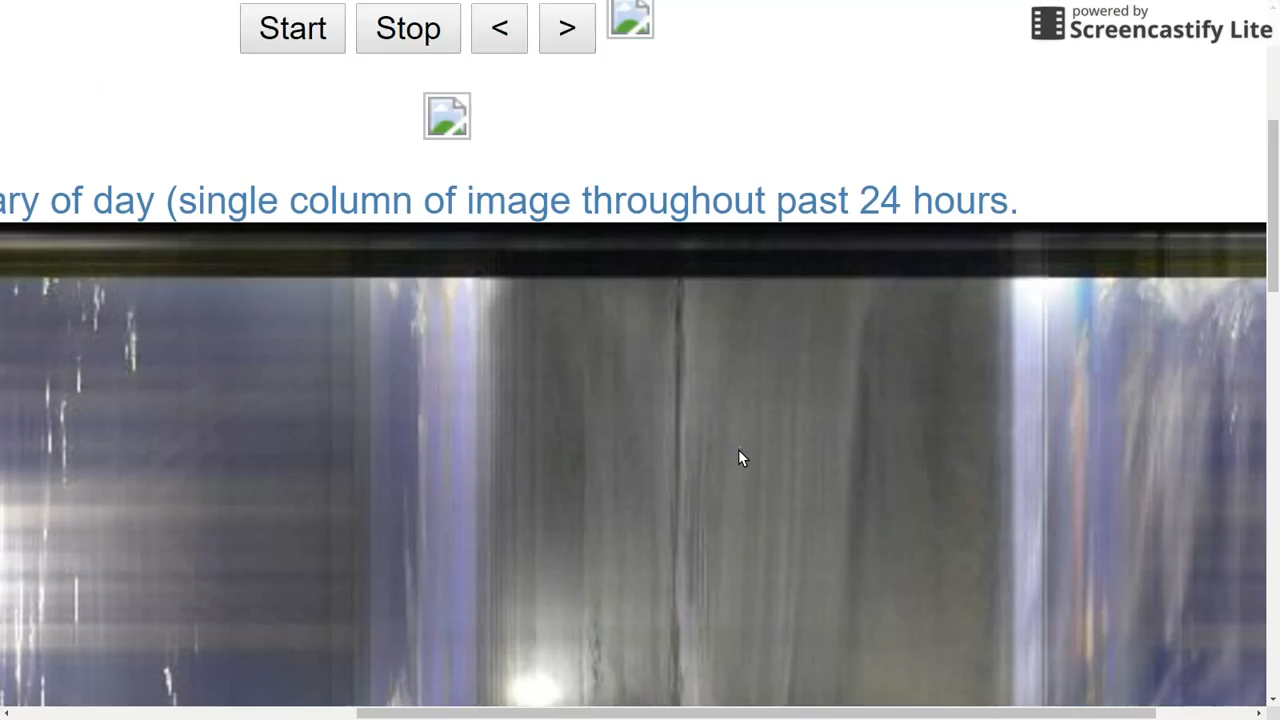 Start Stop < >
powered by
Screencastify Lite
ary of day (single column of image throughout past 24 hours.